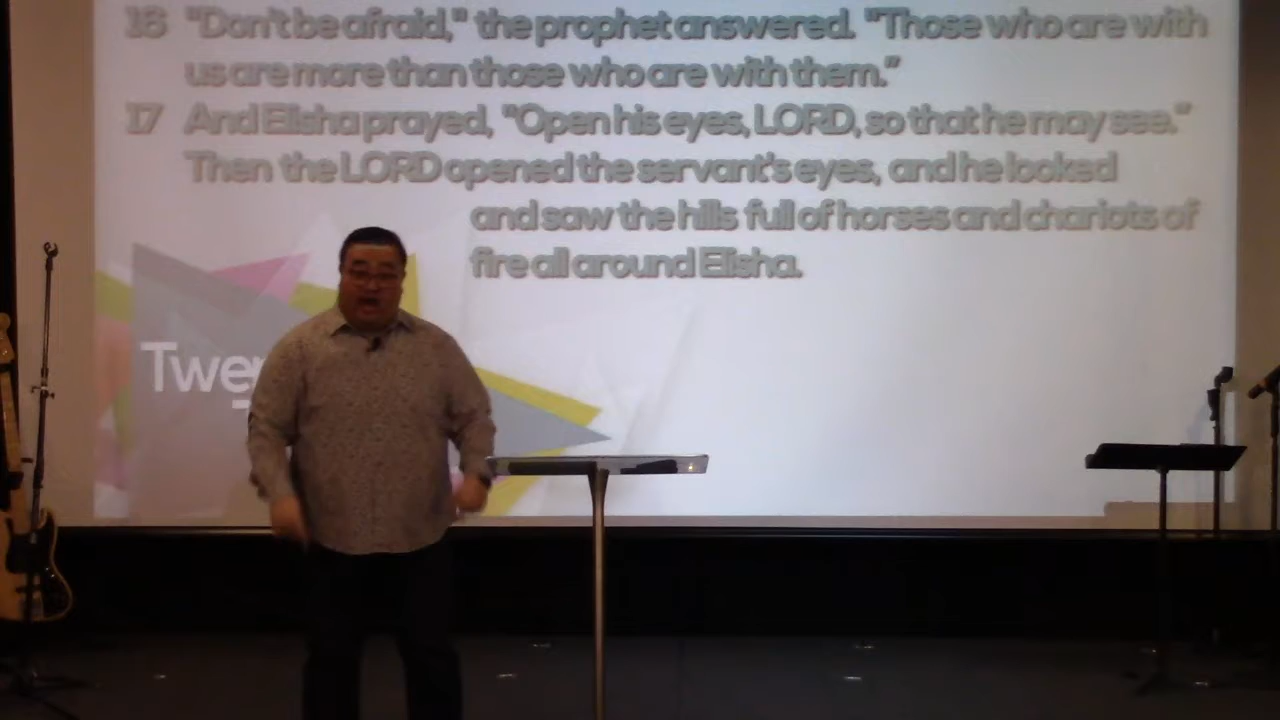 16 "Don't be afraid," the prophet answered. "Those who are with
us are more than those who are with them."
17 And Elisha prayed, "Open his eyes, LORD, so that he may see."
Then the LORD opened the servant's eyes, and he looked
and saw the hills full of horses and chariots of
fire all around Elisha.